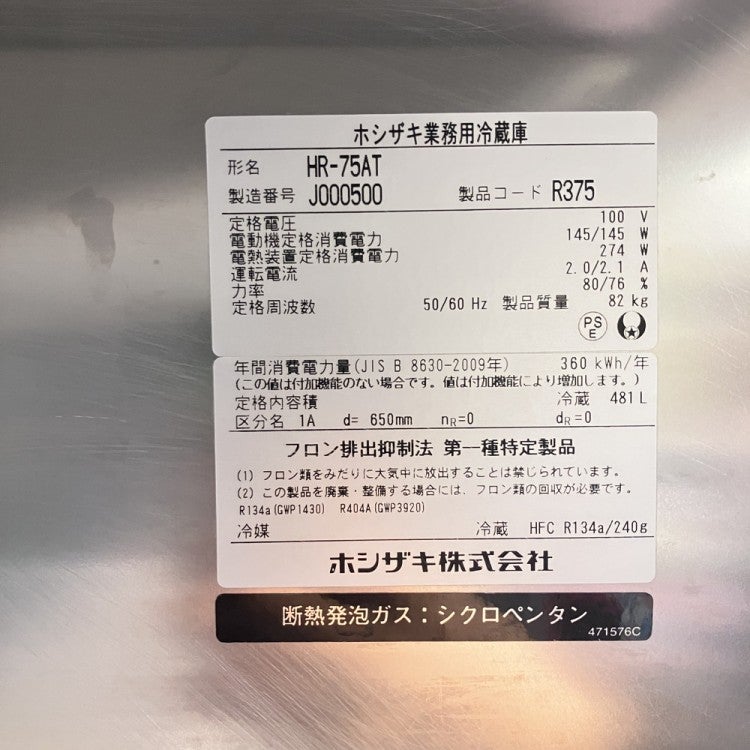 ホシザキ業務用冷蔵庫
形名 HR-75AT
製造番号 J000500 製品コード R375
定格電圧 100 V
電動機定格消費電力 145/145 W
電熱装置定格消費電力 274 W
運転電流 2.0/2.1 A
力率 80/76 %
定格周波数 50/60 Hz 製品質量 82 kg
PS E
年間消費電力量(JIS B 8630-2009年) 360 kWh/年
(この値は付加機能のない場合です。値は付加機能により増加します。)
定格内容積 冷蔵 481 L
区分名 1A d= 650mm nR=0 dR=0
フロン排出抑制法 第一種特定製品
(1) フロン類をみだりに大気中に放出することは禁じられています。
(2) この製品を廃棄・整備する場合には、フロン類の回収が必要です。
R134a(GWP1430) R404A(GWP3920)
冷媒 冷蔵 HFC R134a/240g
ホシザキ株式会社
断熱発泡ガス：シクロペンタン
471576C